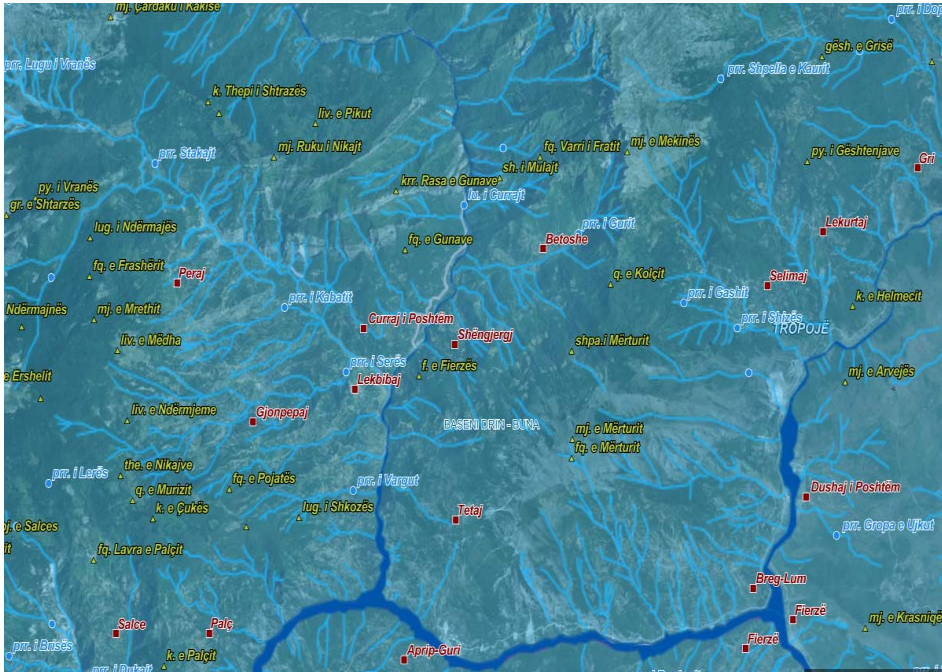 mj. Çardaku i Kakisë
prr. i Dop
gësh. e Grisë
prr. Lugu i Vranës
prr. Shpella e Kaurit
k. Thepi i Shtrazës
liv. e Pikut
mj. Ruku i Nikajt
fq. Varri i Fratit
mj. e Mekinës
prr. Stakajt
sh. i Mulajt
py. i Gështenjave
Gri
py. i Vranës
krr. Rasa e Gunave
lu. i Currajt
gr. e Shtarzës
lug. i Ndërmajës
prr. i Gurit
Lekurtaj
fq. e Gunave
Betoshe
fq. e Frashërit
Peraj
q. e Kolçit
Selimaj
prr. i Kabatit
prr. i Gashit
k. e Helmecit
Ndërmajnës
mj. e Mrethit
Curraj i Poshtëm
prr. i Shizës
TROPOJË
Shëngjergj
liv. e Mëdha
shpa.i Mërturit
prr. i Serës
f. e Fierzës
mj. e Arvejës
e Ershelit
Lekbibaj
liv. e Ndërmjeme
Gjonpepaj
BASENI DRIN - BUNA
mj. e Mërturit
fq. e Mërturit
prr. i Lerës
the. e Nikajve
fq. e Pojatës
prr. i Vargut
q. e Murizit
Dushaj i Poshtëm
k. e Çukës
lug. i Shkozës
Tetaj
prr. Gropa e Ujkut
oj. e Salces
it
fq. Lavra e Palçit
Breg-Lum
Fierzë
Salce
Palç
mj. e Krasniqë
prr. i Brisës
Aprip-Guri
Fierzë
k. e Palçit
prr. i Dukajt